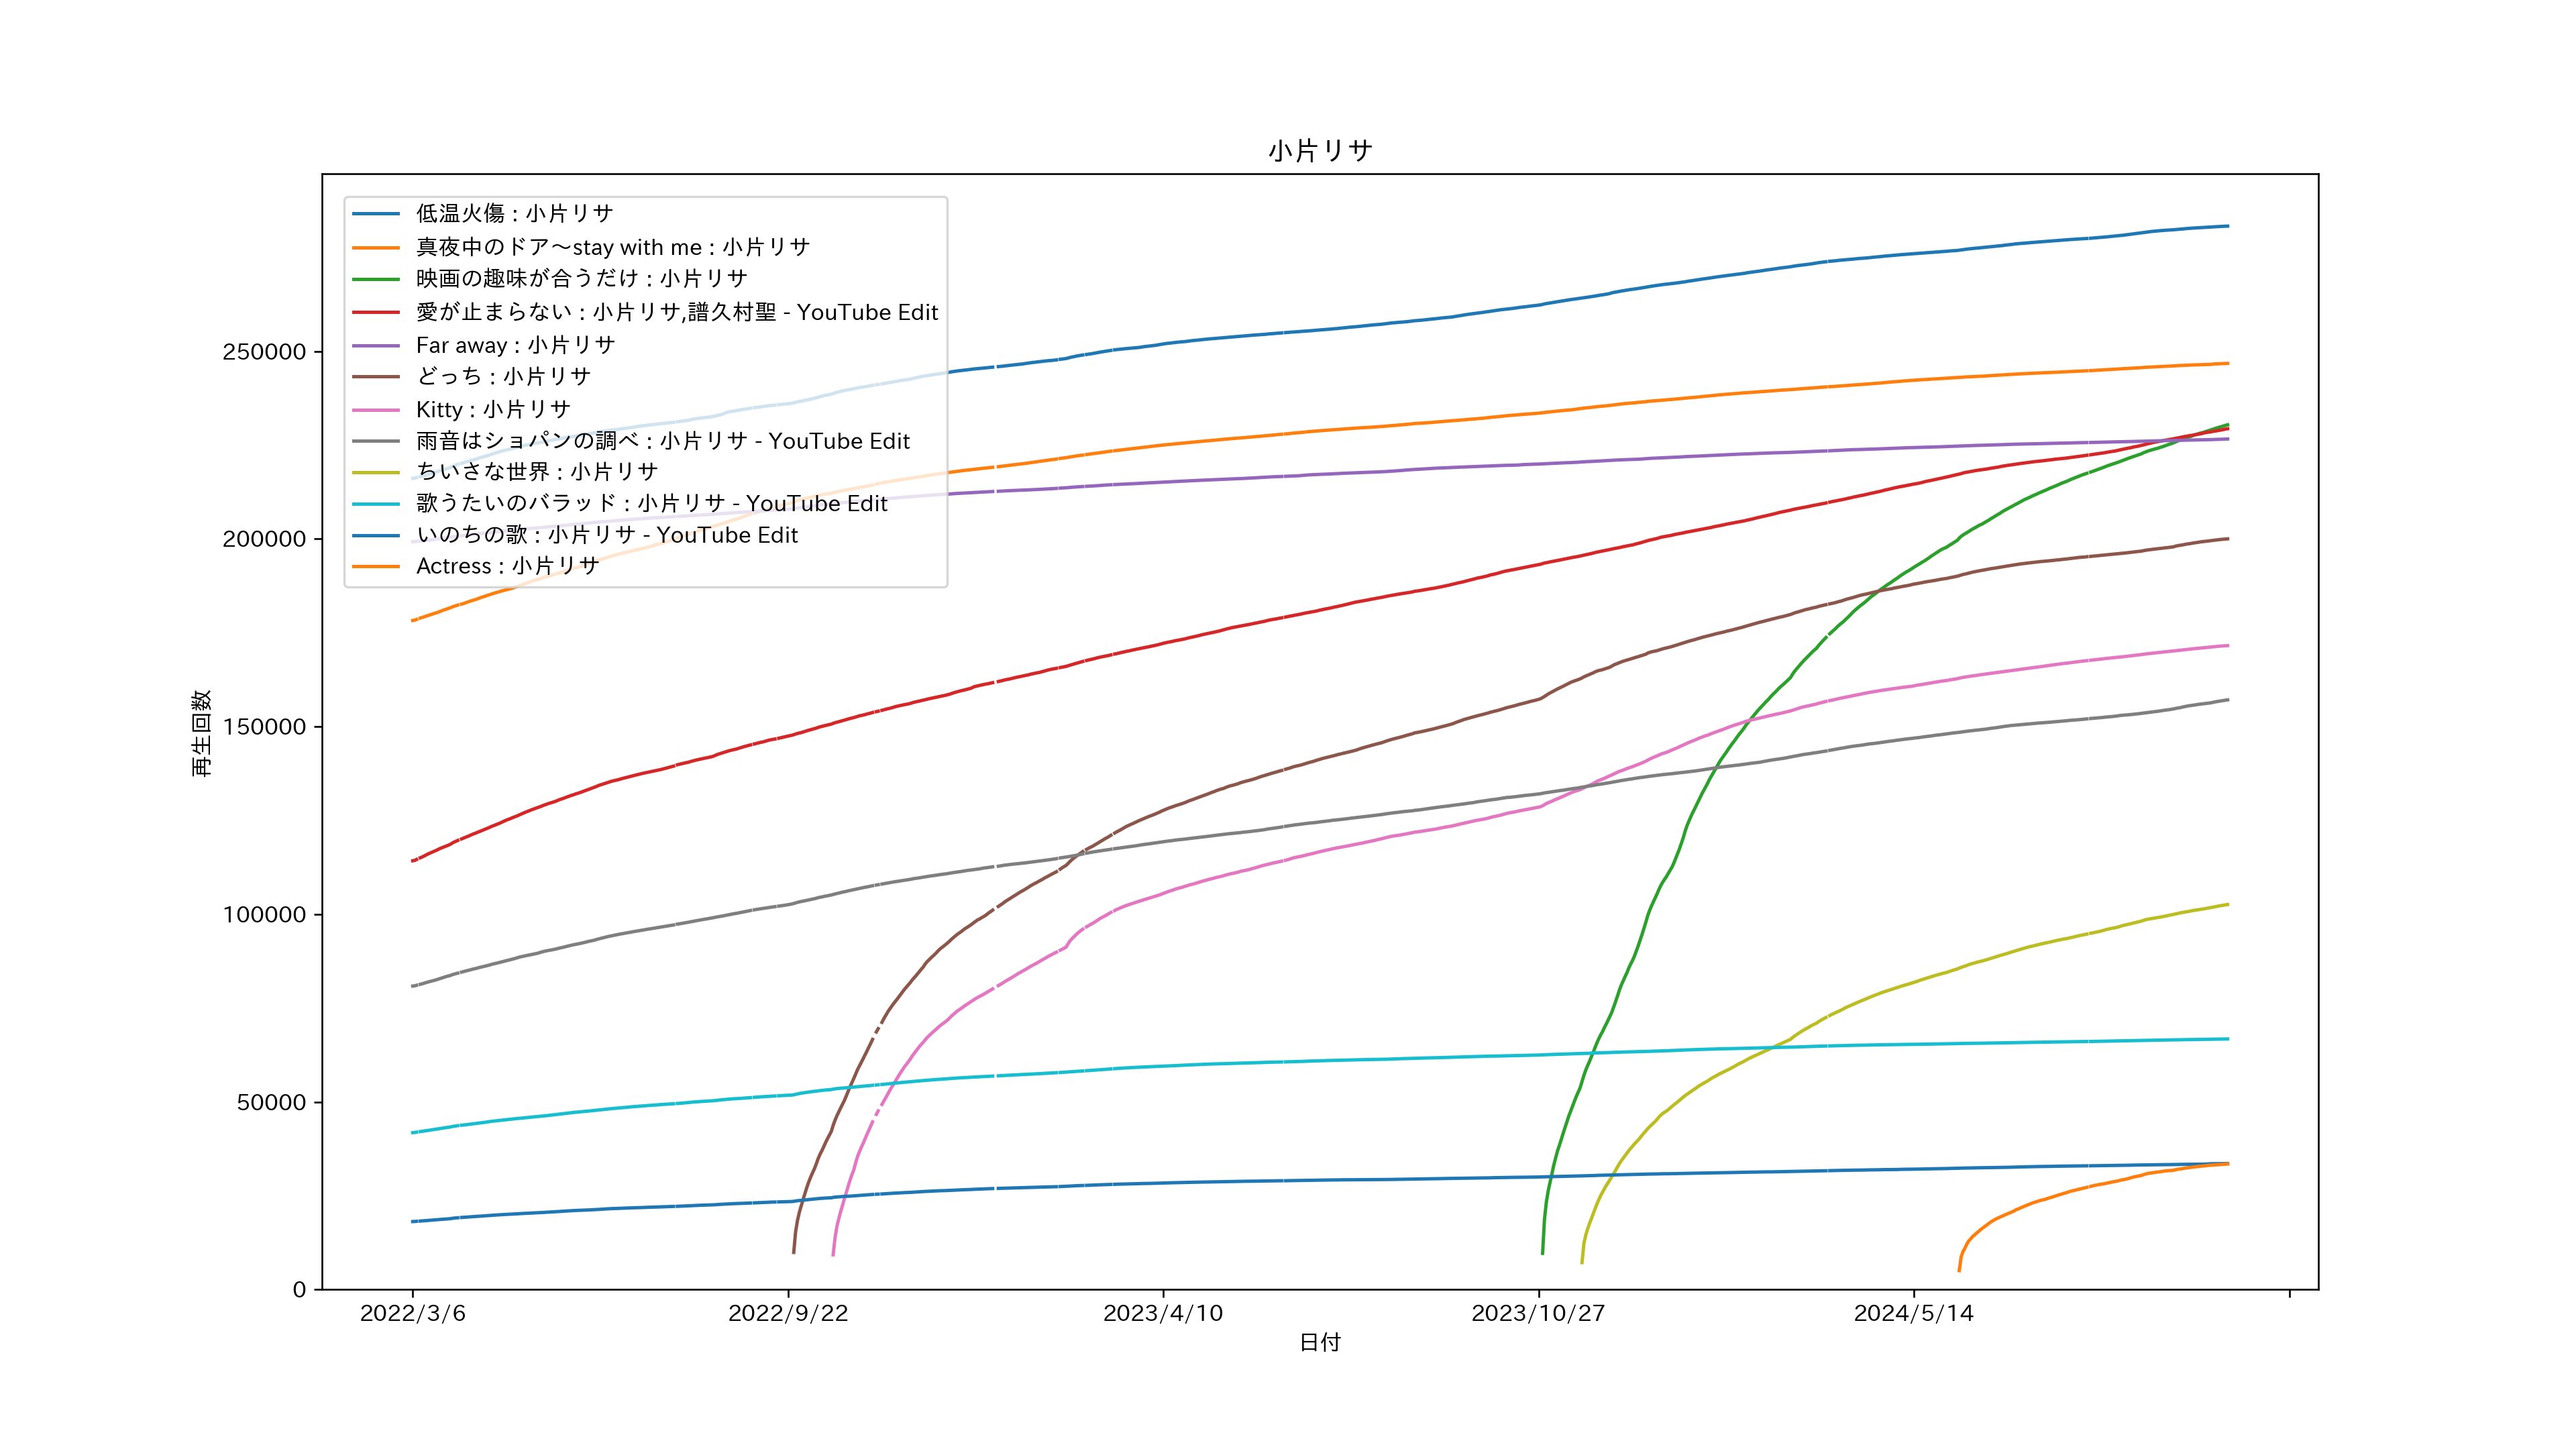 小片リサ
低温火傷 : 小片リサ
真夜中のドア〜stay with me : 小片リサ
映画の趣味が合うだけ : 小片リサ
愛が止まらない : 小片リサ,譜久村聖 - YouTube Edit
Far away : 小片リサ
どっち : 小片リサ
Kitty : 小片リサ
雨音はショパンの調べ : 小片リサ - YouTube Edit
ちいさな世界 : 小片リサ
歌うたいのバラッド : 小片リサ - YouTube Edit
いのちの歌 : 小片リサ - YouTube Edit
Actress : 小片リサ
再生回数
250000
200000
150000
100000
50000
0
2022/3/6 2022/9/22 2023/4/10 2023/10/27 2024/5/14
日付